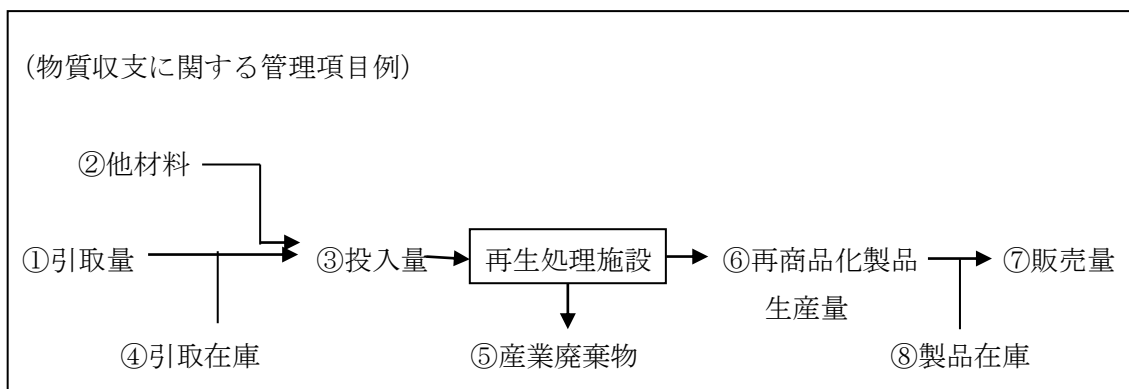 (物質収支に関する管理項目例)
②他材料
①引取量
③投入量
再生処理施設
⑥再商品化製品
生産量
⑦販売量
④引取在庫
⑤産業廃棄物
⑧製品在庫